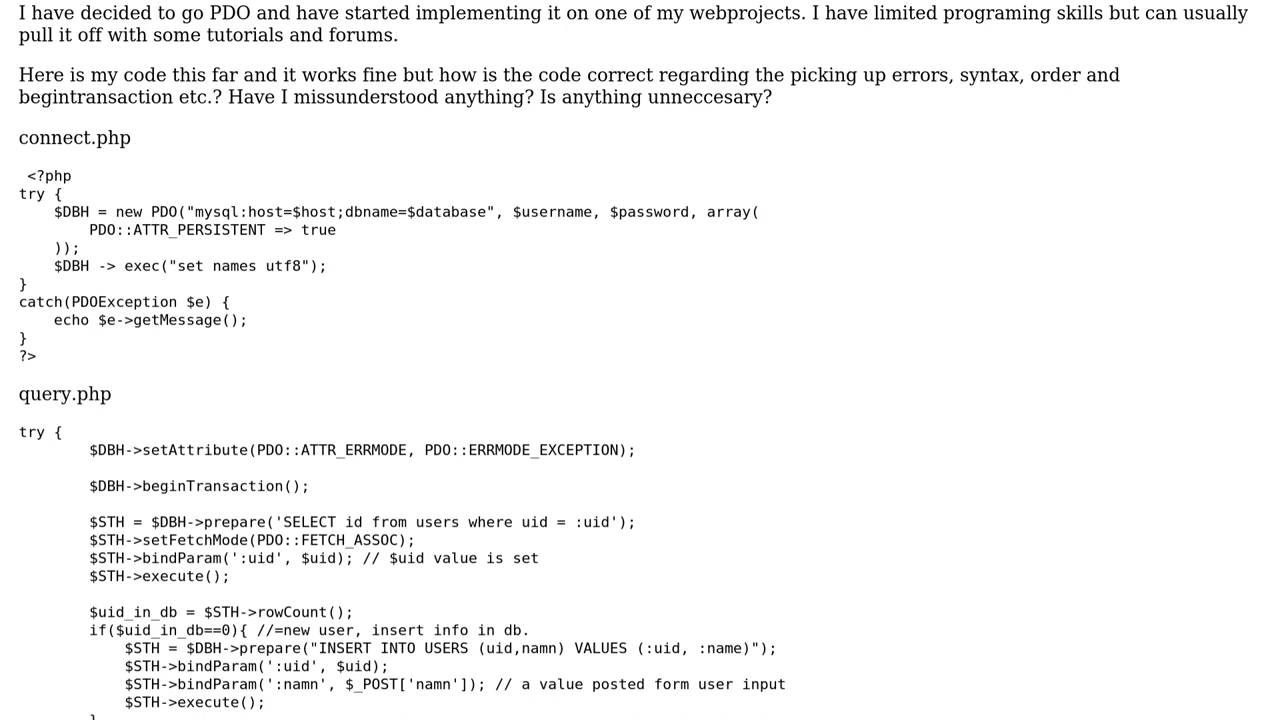 I have decided to go PDO and have started implementing it on one of my webprojects. I have limited programing skills but can usually
pull it off with some tutorials and forums.
Here is my code this far and it works fine but how is the code correct regarding the picking up errors, syntax, order and
begintransaction etc.? Have I missunderstood anything? Is anything unneccesary?
connect.php
<?php
try {
    $DBH = new PDO("mysql:host=$host;dbname=$database", $username, $password, array(
        PDO::ATTR_PERSISTENT => true
    ));
    $DBH -> exec("set names utf8");
}
catch(PDOException $e) {
    echo $e->getMessage();
}
?>
query.php
try {
        $DBH->setAttribute(PDO::ATTR_ERRMODE, PDO::ERRMODE_EXCEPTION);
        $DBH->beginTransaction();
        $STH = $DBH->prepare('SELECT id from users where uid = :uid');
        $STH->setFetchMode(PDO::FETCH_ASSOC);
        $STH->bindParam(':uid', $uid); // $uid value is set
        $STH->execute();
        $uid_in_db = $STH->rowCount();
        if($uid_in_db==0){ //=new user, insert info in db.
            $STH = $DBH->prepare("INSERT INTO USERS (uid,namn) VALUES (:uid, :name)");
            $STH->bindParam(':uid', $uid);
            $STH->bindParam(':namn', $_POST['namn']); // a value posted form user input
            $STH->execute();
        }